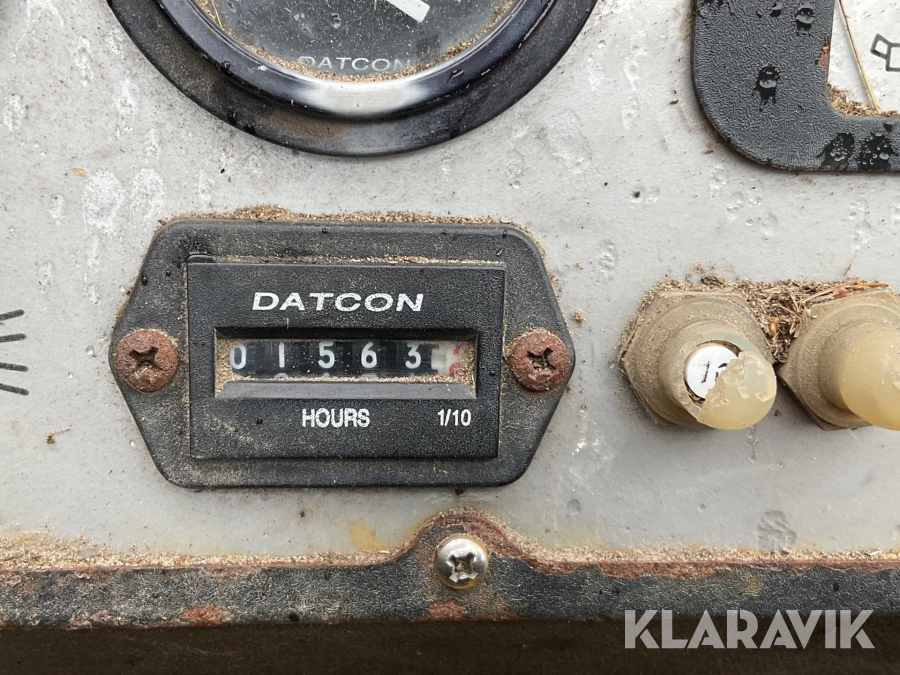 DATCON
DATCON
0 1 5 6 3
HOURS 1/10
KLARAVIK